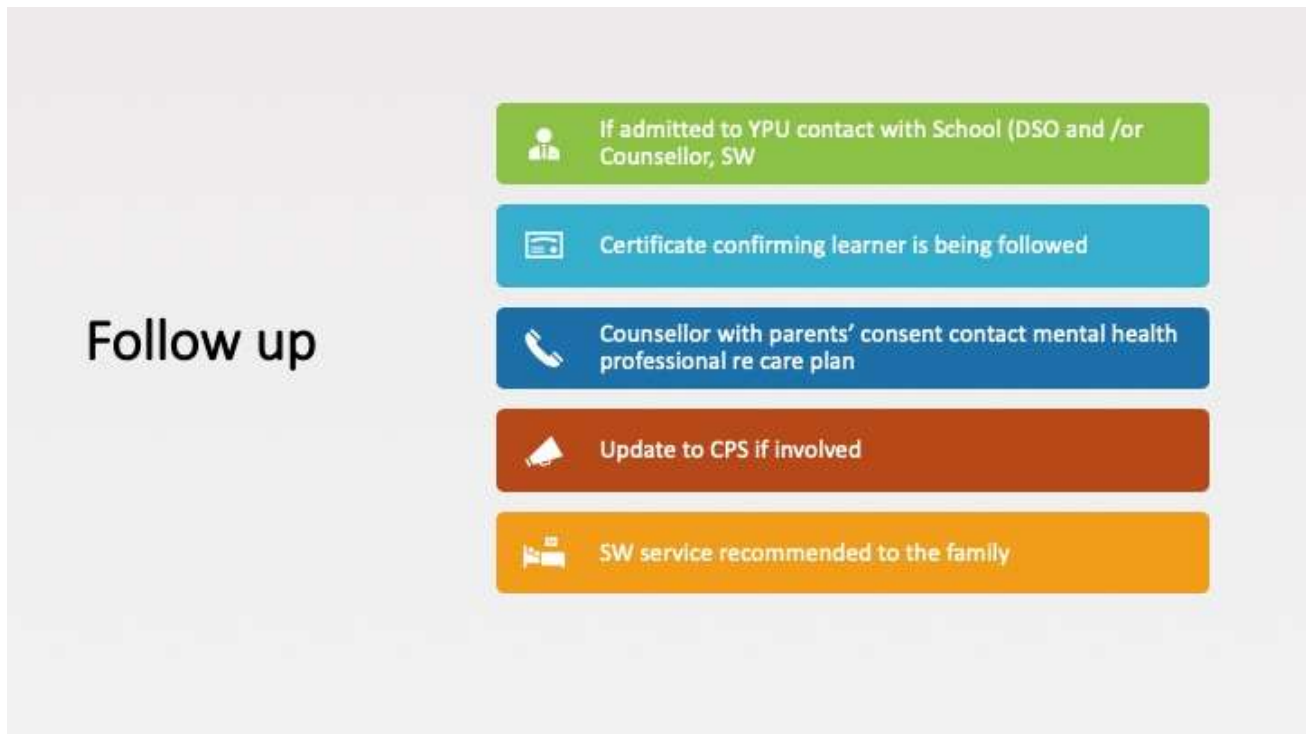 Follow up
If admitted to YPU contact with School (DSO and /or
Counsellor, SW
Certificate confirming learner is being followed
Counsellor with parents’ consent contact mental health
professional re care plan
Update to CPS if involved
SW service recommended to the family